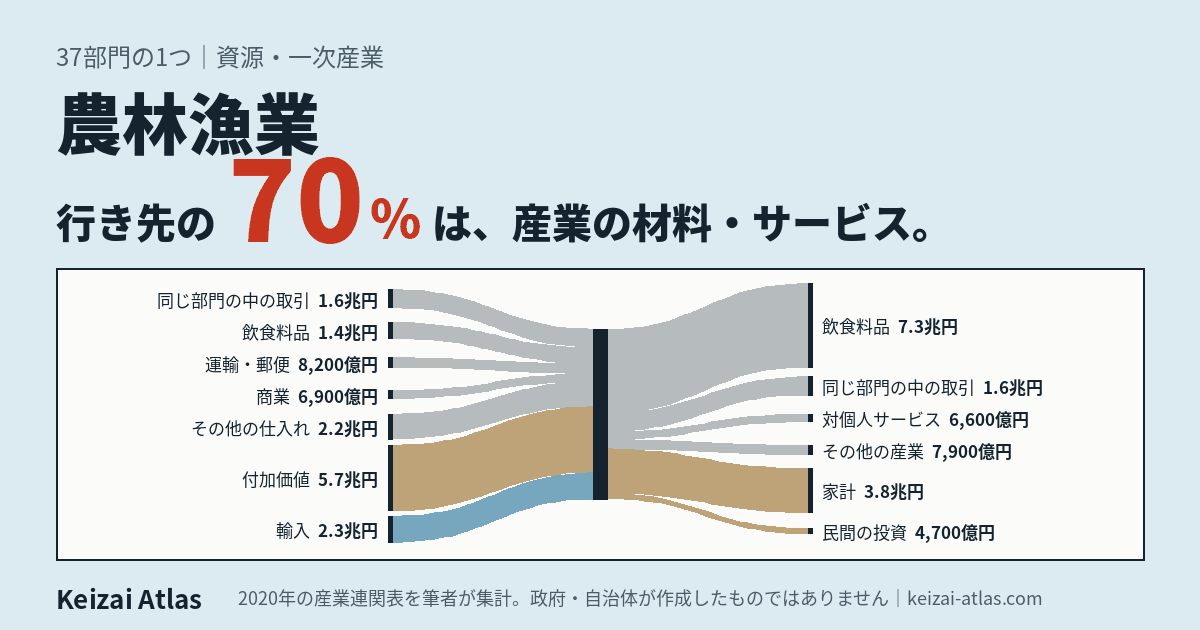 37部門の1つ｜資源・一次産業
農林漁業
行き先の70%は、産業の材料・サービス。
同じ部門の中の取引 1.6兆円
飲食料品 1.4兆円
運輸・郵便 8,200億円
商業 6,900億円
その他の仕入れ 2.2兆円
付加価値 5.7兆円
輸入 2.3兆円
飲食料品 7.3兆円
同じ部門の中の取引 1.6兆円
対個人サービス 6,600億円
その他の産業 7,900億円
家計 3.8兆円
民間の投資 4,700億円
Keizai Atlas 2020年の産業連関表を筆者が集計。政府・自治体が作成したものではありません｜keizai-atlas.com